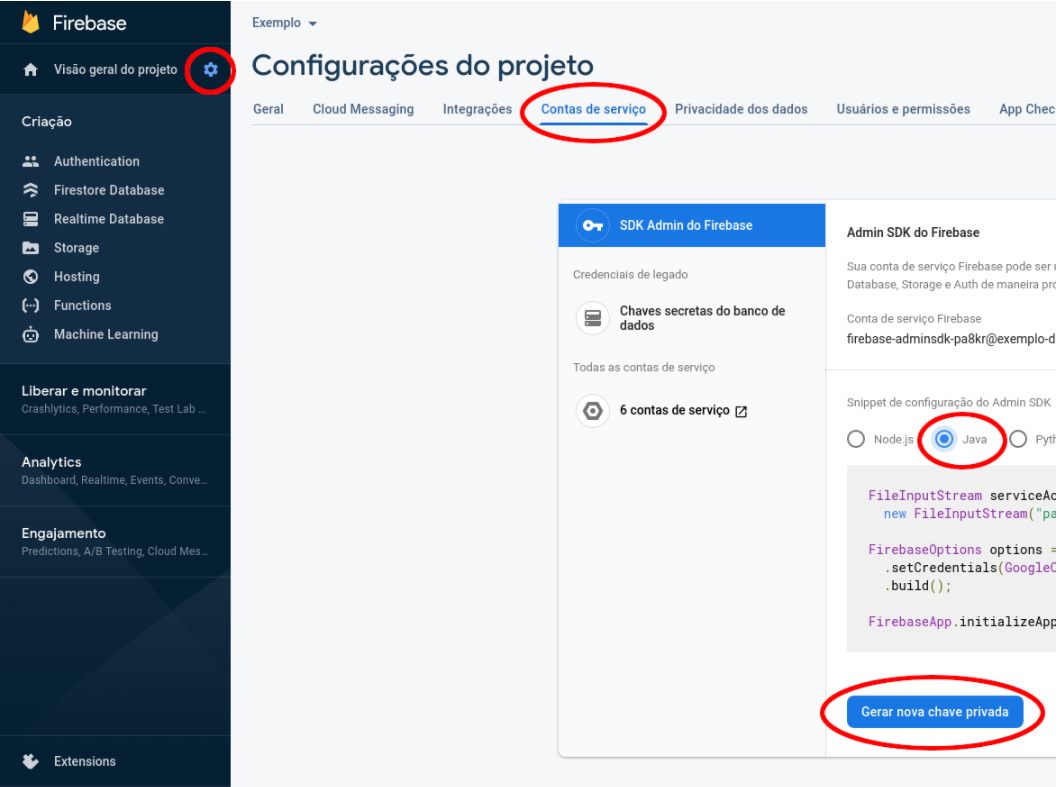 Firebase
Visão geral do projeto
Criação
Authentication
Firestore Database
Realtime Database
Storage
Hosting
Functions
Machine Learning
Liberar e monitorar
Crashlytics, Performance, Test Lab ...
Analytics
Dashboard, Realtime, Events, Conve...
Engajamento
Predictions, A/B Testing, Cloud Mes...
Extensions
Exemplo
Configurações do projeto
Geral Cloud Messaging Integrações Contas de serviço Privacidade dos dados Usuários e permissões App Chec
SDK Admin do Firebase
Credenciais de legado
Chaves secretas do banco de
dados
Todas as contas de serviço
6 contas de serviço
Admin SDK do Firebase
Sua conta de serviço Firebase pode ser
Database, Storage e Auth de maneira pro
Conta de serviço Firebase
firebase-adminsdk-pa8kr@exemplo-d
Snippet de configuração do Admin SDK
Node.js Java Pyth
FileInputStream serviceAc
new FileInputStream("pa
FirebaseOptions options =
.setCredentials(GoogleC
.build();
FirebaseApp.initializeApp
Gerar nova chave privada